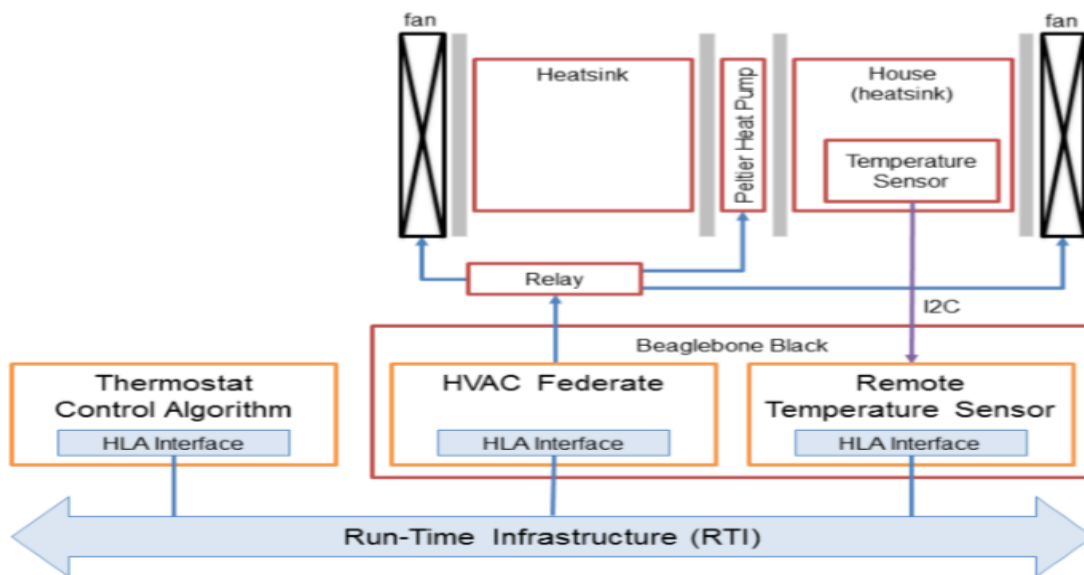 fan
fan
Heatsink
Peltier Heat Pump
House
(heatsink)
Temperature
Sensor
Relay
I2C
Beaglebone Black
Thermostat
Control Algorithm
HLA Interface
HVAC Federate
HLA Interface
Remote
Temperature Sensor
HLA Interface
Run-Time Infrastructure (RTI)